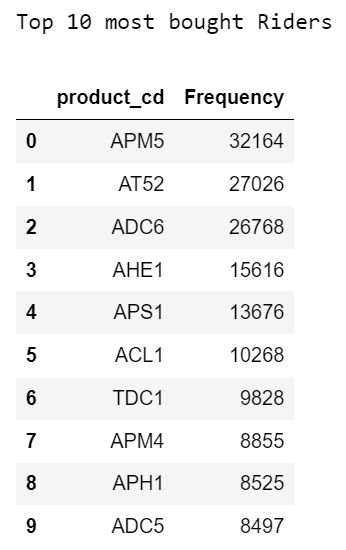 Top 10 most bought Riders
product_cd Frequency
0 APM5 32164
1 AT52 27026
2 ADC6 26768
3 AHE1 15616
4 APS1 13676
5 ACL1 10268
6 TDC1 9828
7 APM4 8855
8 APH1 8525
9 ADC5 8497